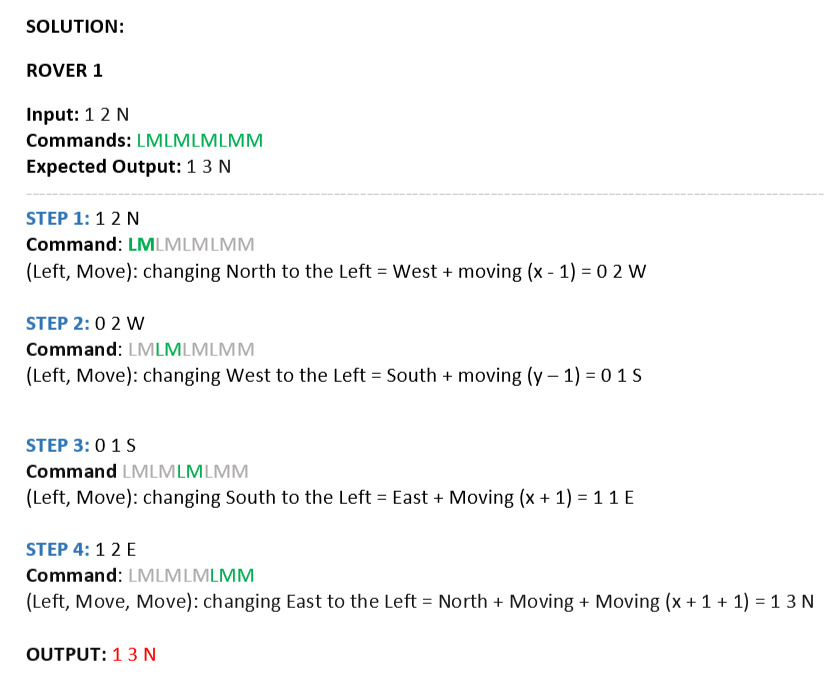 SOLUTION:
ROVER 1
Input: 1 2 N
Commands: LMLMLMLMM
Expected Output: 1 3 N
STEP 1: 1 2 N
Command: LMLMLMLMM
(Left, Move): changing North to the Left = West + moving (x - 1) = 0 2 W
STEP 2: 0 2 W
Command: LMLMLMLMM
(Left, Move): changing West to the Left = South + moving (y – 1) = 0 1 S
STEP 3: 0 1 S
Command LMLMLMLMM
(Left, Move): changing South to the Left = East + Moving (x + 1) = 1 1 E
STEP 4: 1 2 E
Command: LMLMLMLMM
(Left, Move, Move): changing East to the Left = North + Moving + Moving (x + 1 + 1) = 1 3 N
OUTPUT: 1 3 N